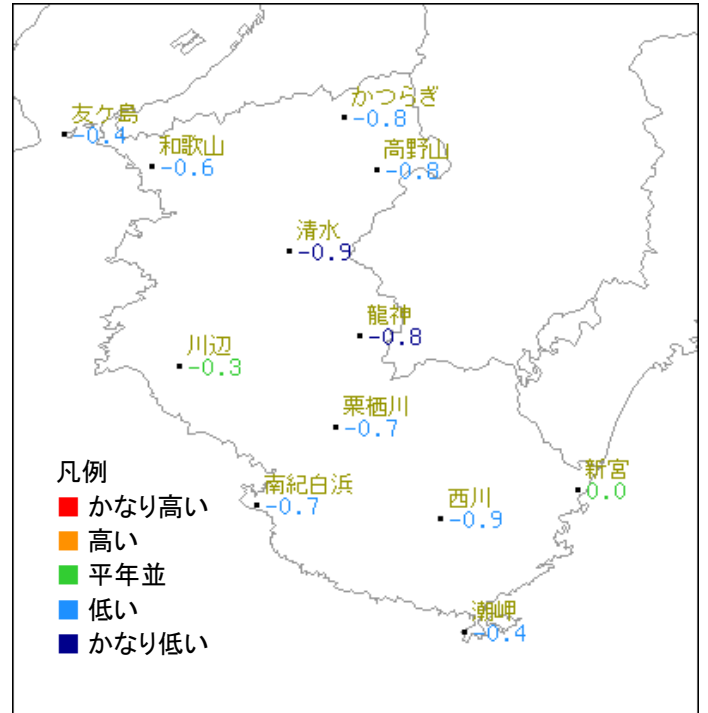 かつらぎ
-0.8
友ケ島
-0.4
和歌山
-0.6
高野山
-0.8
清水
-0.9
龍神
-0.8
川辺
-0.3
栗栖川
-0.7
新宮
0.0
南紀白浜
-0.7
西川
-0.9
潮岬
-0.4
凡例
かなり高い
高い
平年並
低い
かなり低い